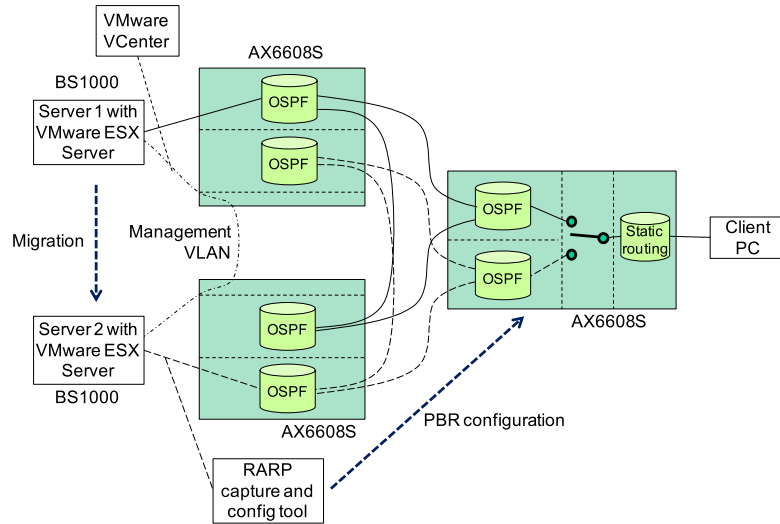 VMware
VCenter
AX6608S
BS1000
Server 1 with
VMware ESX
Server
OSPF
OSPF
Management
VLAN
Migration
OSPF
OSPF
Static
routing
Client
PC
AX6608S
Server 2 with
VMware ESX
Server
BS1000
OSPF
OSPF
AX6608S
PBR configuration
RARP
capture and
config tool